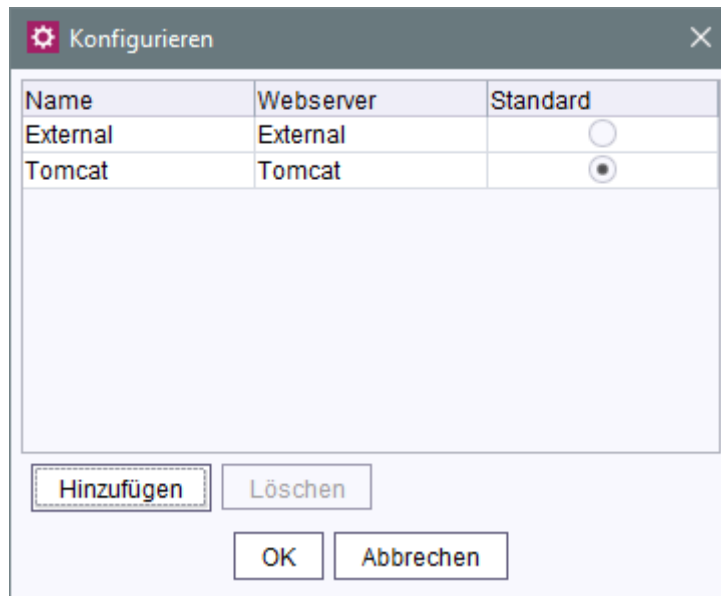 Konfigurieren
Name Webserver Standard
External External
Tomcat Tomcat
Hinzufügen Löschen
OK Abbrechen